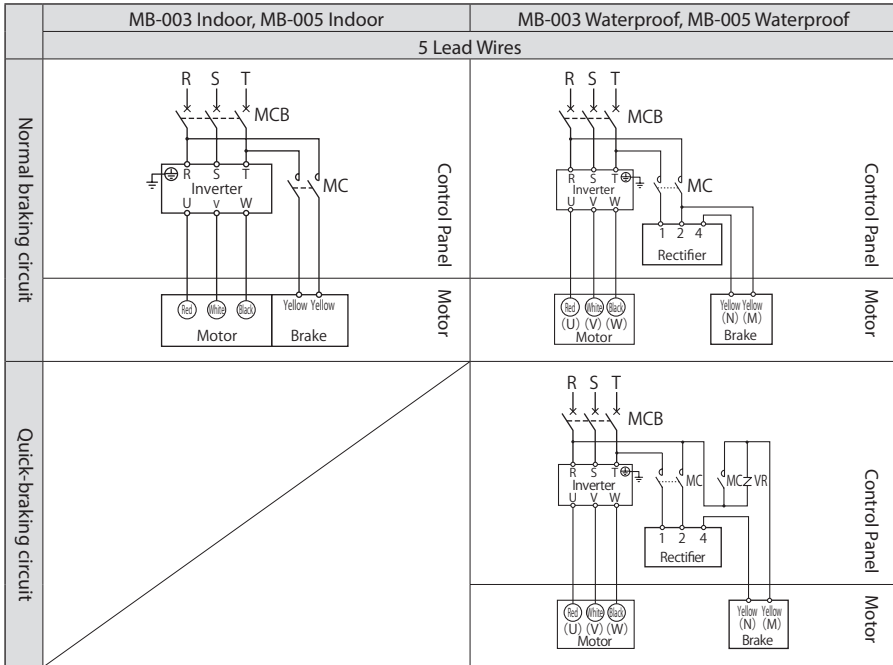 MB-003 Indoor, MB-005 Indoor
MB-003 Waterproof, MB-005 Waterproof
5 Lead Wires
Normal braking circuit
R S T
MCB
R S T
Inverter
U V W
MC
Control Panel
Red White Black
Motor
Yellow Yellow
Brake
Motor
R S T
MCB
R S T
Inverter
U V W
MC
1 2 4
Rectifier
Control Panel
Red White Black
(U) (V) (W)
Motor
Yellow Yellow
(N) (M)
Brake
Motor
Quick-braking circuit
R S T
MCB
R S T
Inverter
U V W
MC
MC
VR
1 2 4
Rectifier
Control Panel
Red White Black
(U) (V) (W)
Motor
Yellow Yellow
(N) (M)
Brake
Motor